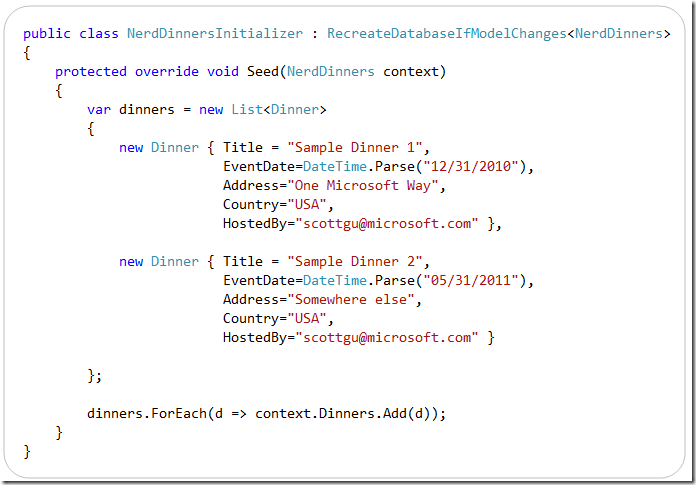 public class NerdDinnersInitializer : RecreateDatabaseIfModelChanges<NerdDinners>
{
    protected override void Seed(NerdDinners context)
    {
        var dinners = new List<Dinner>
        {
            new Dinner { Title = "Sample Dinner 1",
                         EventDate=DateTime.Parse("12/31/2010"),
                         Address="One Microsoft Way",
                         Country="USA",
                         HostedBy="scottgu@microsoft.com" },
            new Dinner { Title = "Sample Dinner 2",
                         EventDate=DateTime.Parse("05/31/2011"),
                         Address="Somewhere else",
                         Country="USA",
                         HostedBy="scottgu@microsoft.com" }
        };
        dinners.ForEach(d => context.Dinners.Add(d));
    }
}